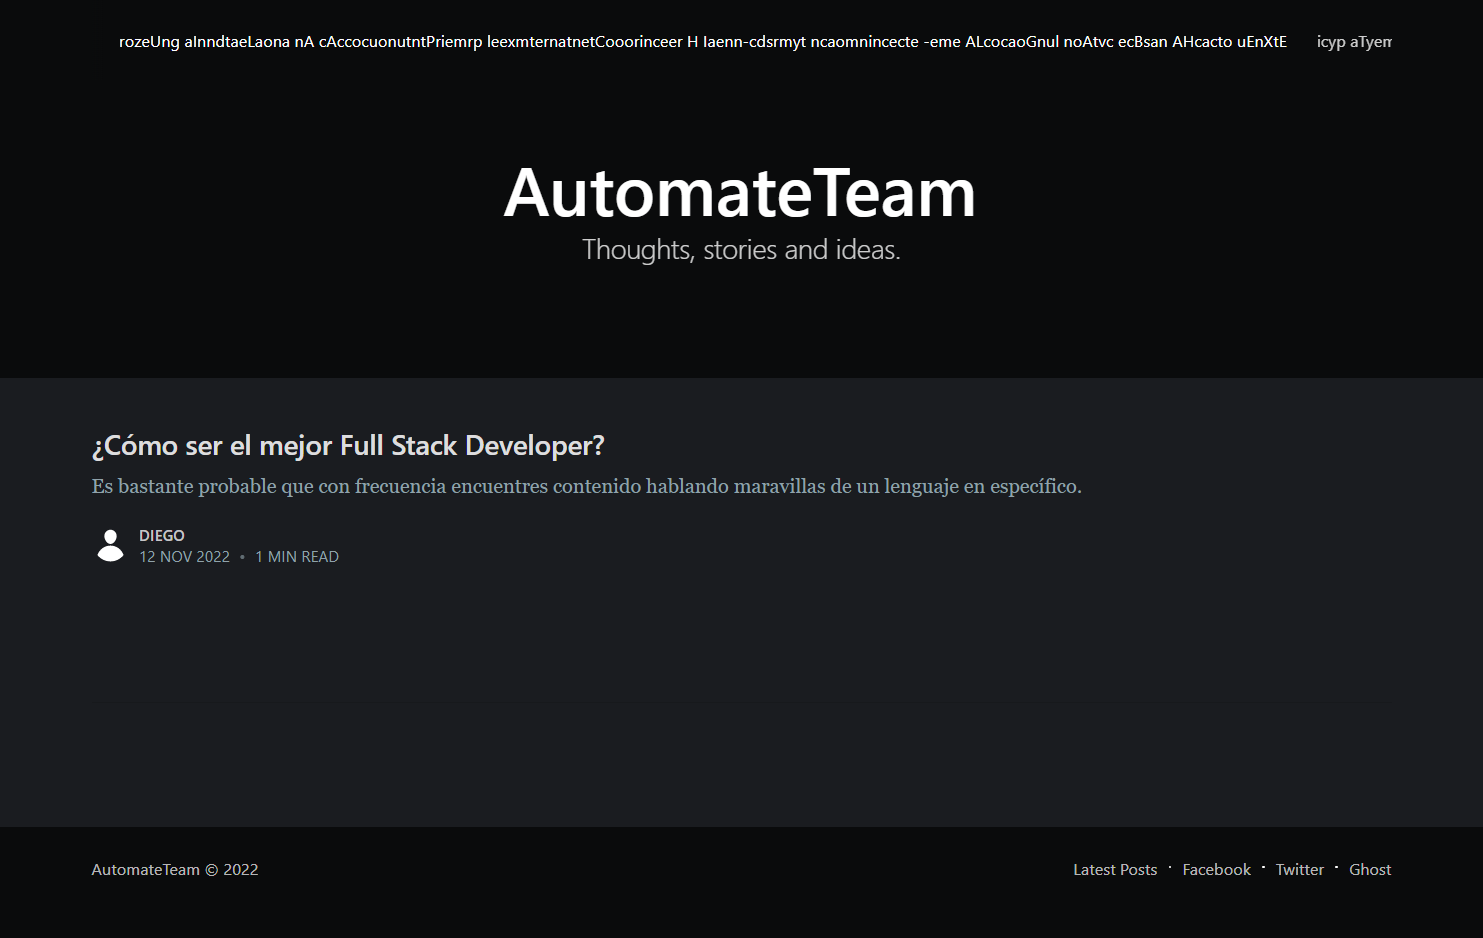 rozeUng aInndtaeLaona nA cAccocuonutntPriemrp leexmternatnetCooorinceer H Iaenn-cdsrmyt ncaomnincecte -eme ALcocaoGnul noAtvc ecBsan AHcacto uEnXtE icyp aTyem
AutomateTeam
Thoughts, stories and ideas.
¿Cómo ser el mejor Full Stack Developer?
Es bastante probable que con frecuencia encuentres contenido hablando maravillas de un lenguaje en específico.
DIEGO
12 NOV 2022 • 1 MIN READ
AutomateTeam © 2022
Latest Posts · Facebook · Twitter · Ghost